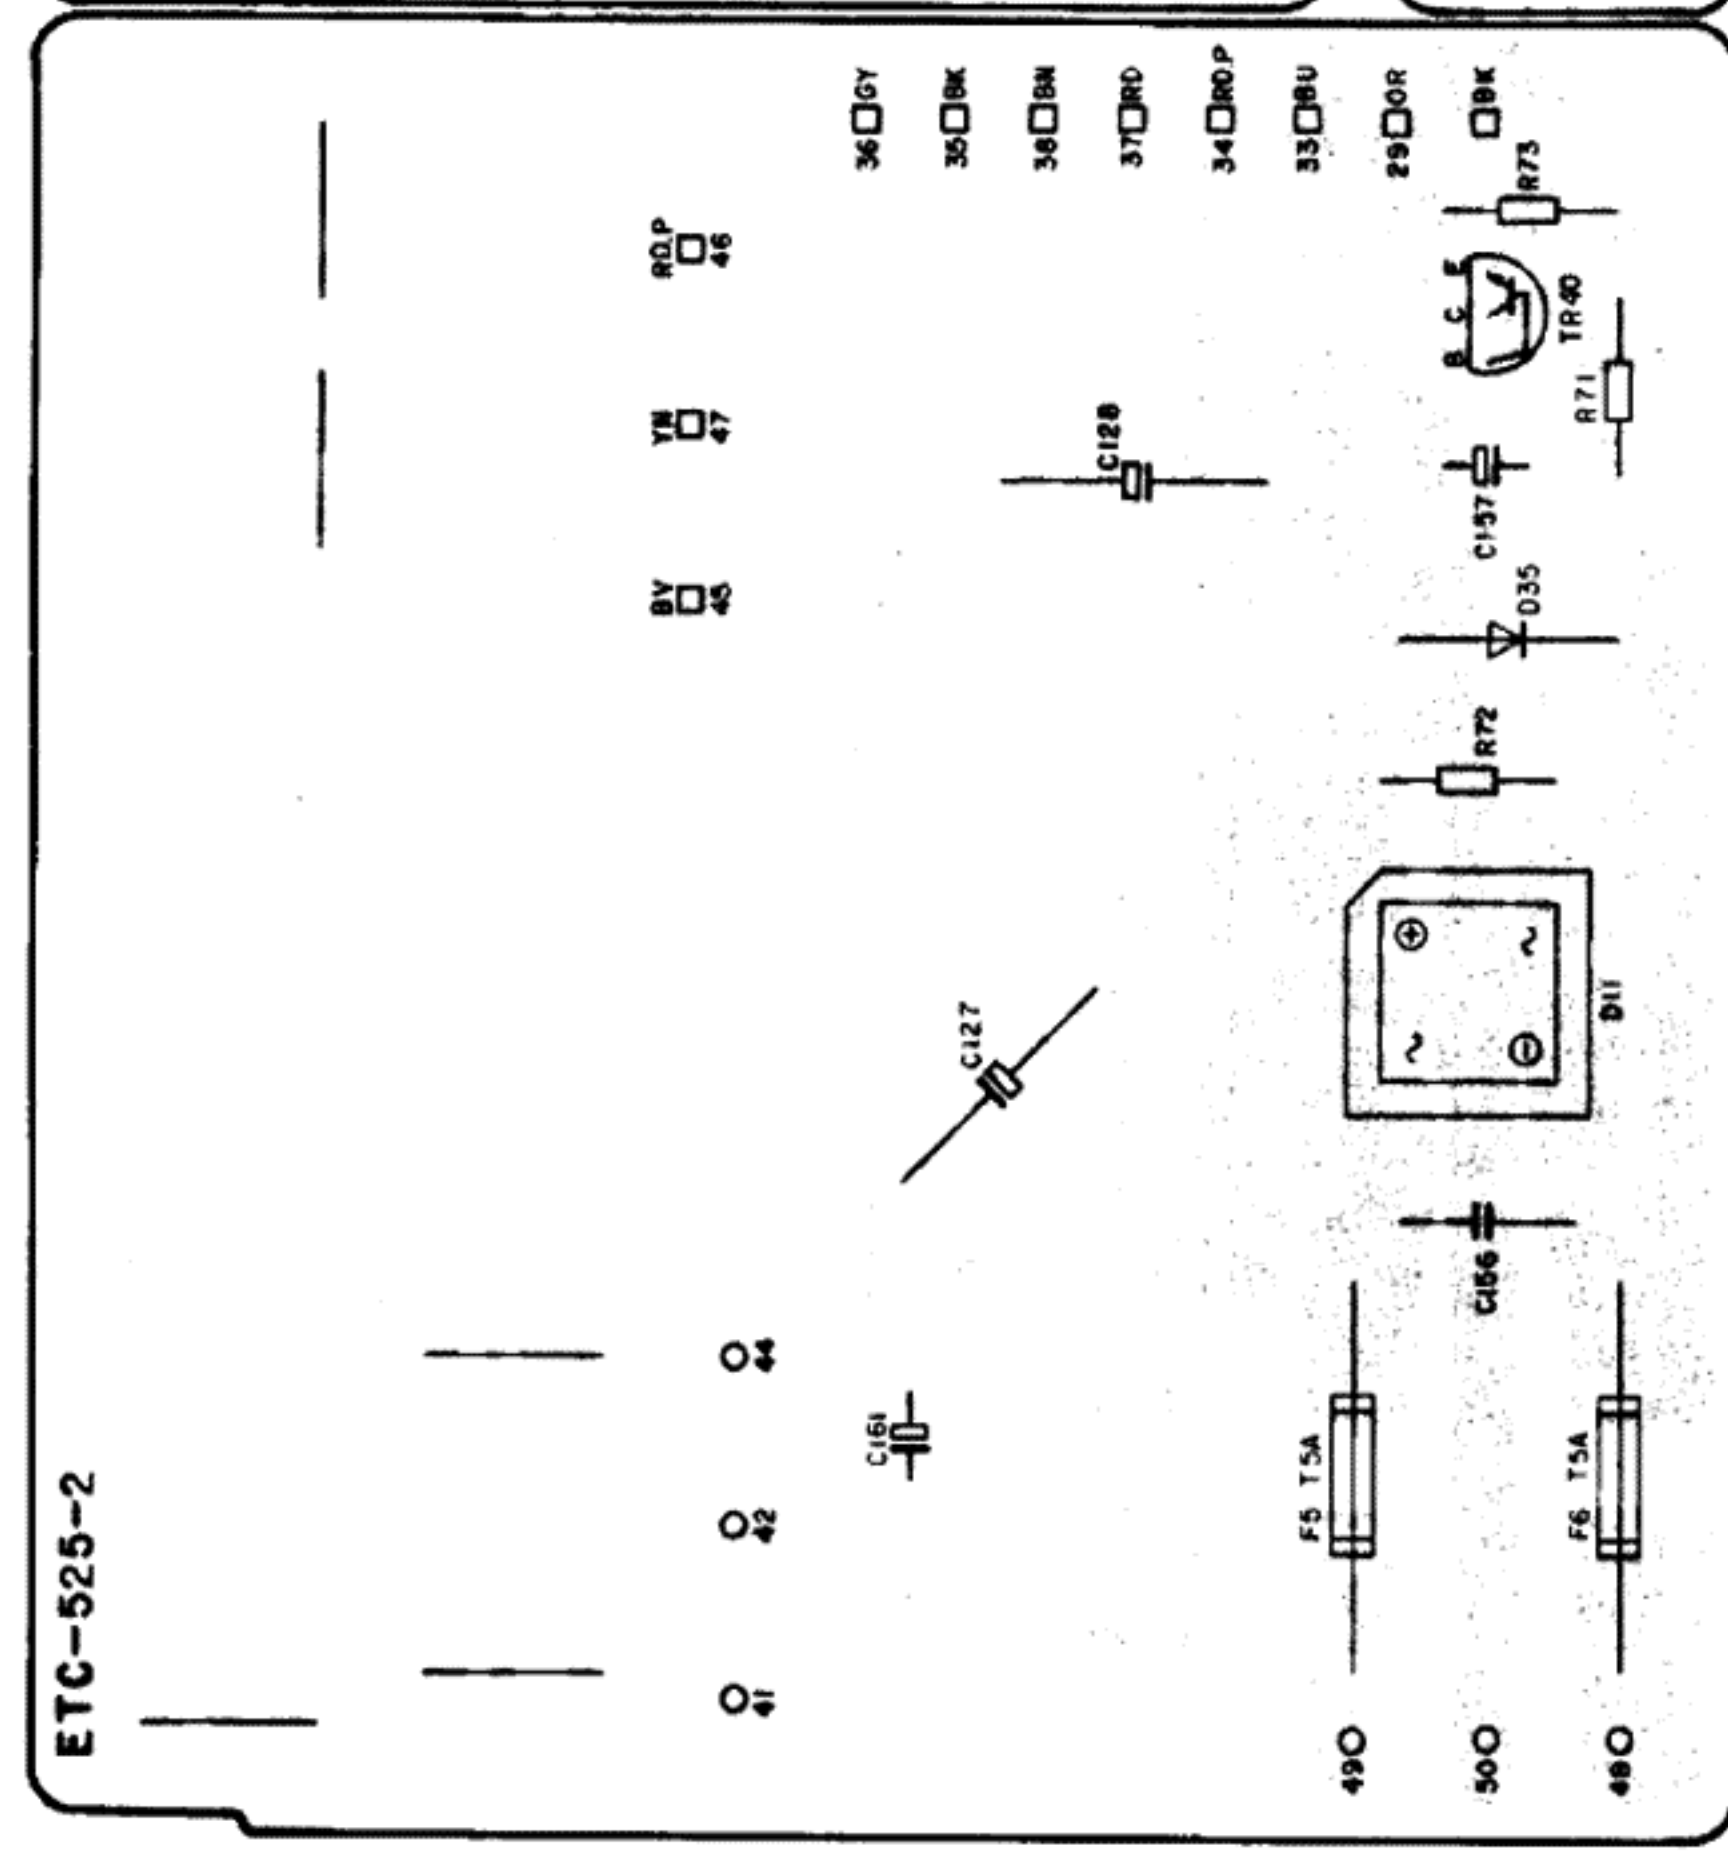 ETC-525-2
36 GY
35 BK
38 BN
37 RD
34 RD.P
33 BU
29 OR
BK
R73
RD.P
46
E
C
B
TR40
R71
YN
47
C128
C157
BY
45
D35
R72
+
~
~
-
D11
C127
C156
44
C161
F5 T5A
F6 T5A
42
41
49
50
48